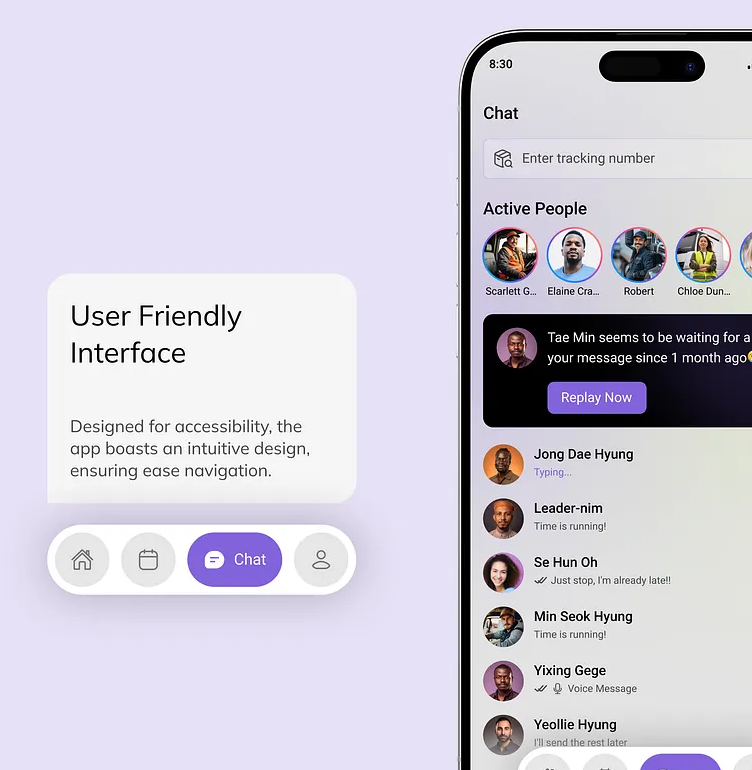 User Friendly
Interface
Designed for accessibility, the
app boasts an intuitive design,
ensuring ease navigation.
Chat
8:30
Chat
Enter tracking number
Active People
Scarlett G...
Elaine Cra...
Robert
Chloe Dun...
Tae Min seems to be waiting for a
your message since 1 month ago😢
Replay Now
Jong Dae Hyung
Typing...
Leader-nim
Time is running!
Se Hun Oh
Just stop, I'm already late!!
Min Seok Hyung
Time is running!
Yixing Gege
Voice Message
Yeollie Hyung
I'll send the rest later